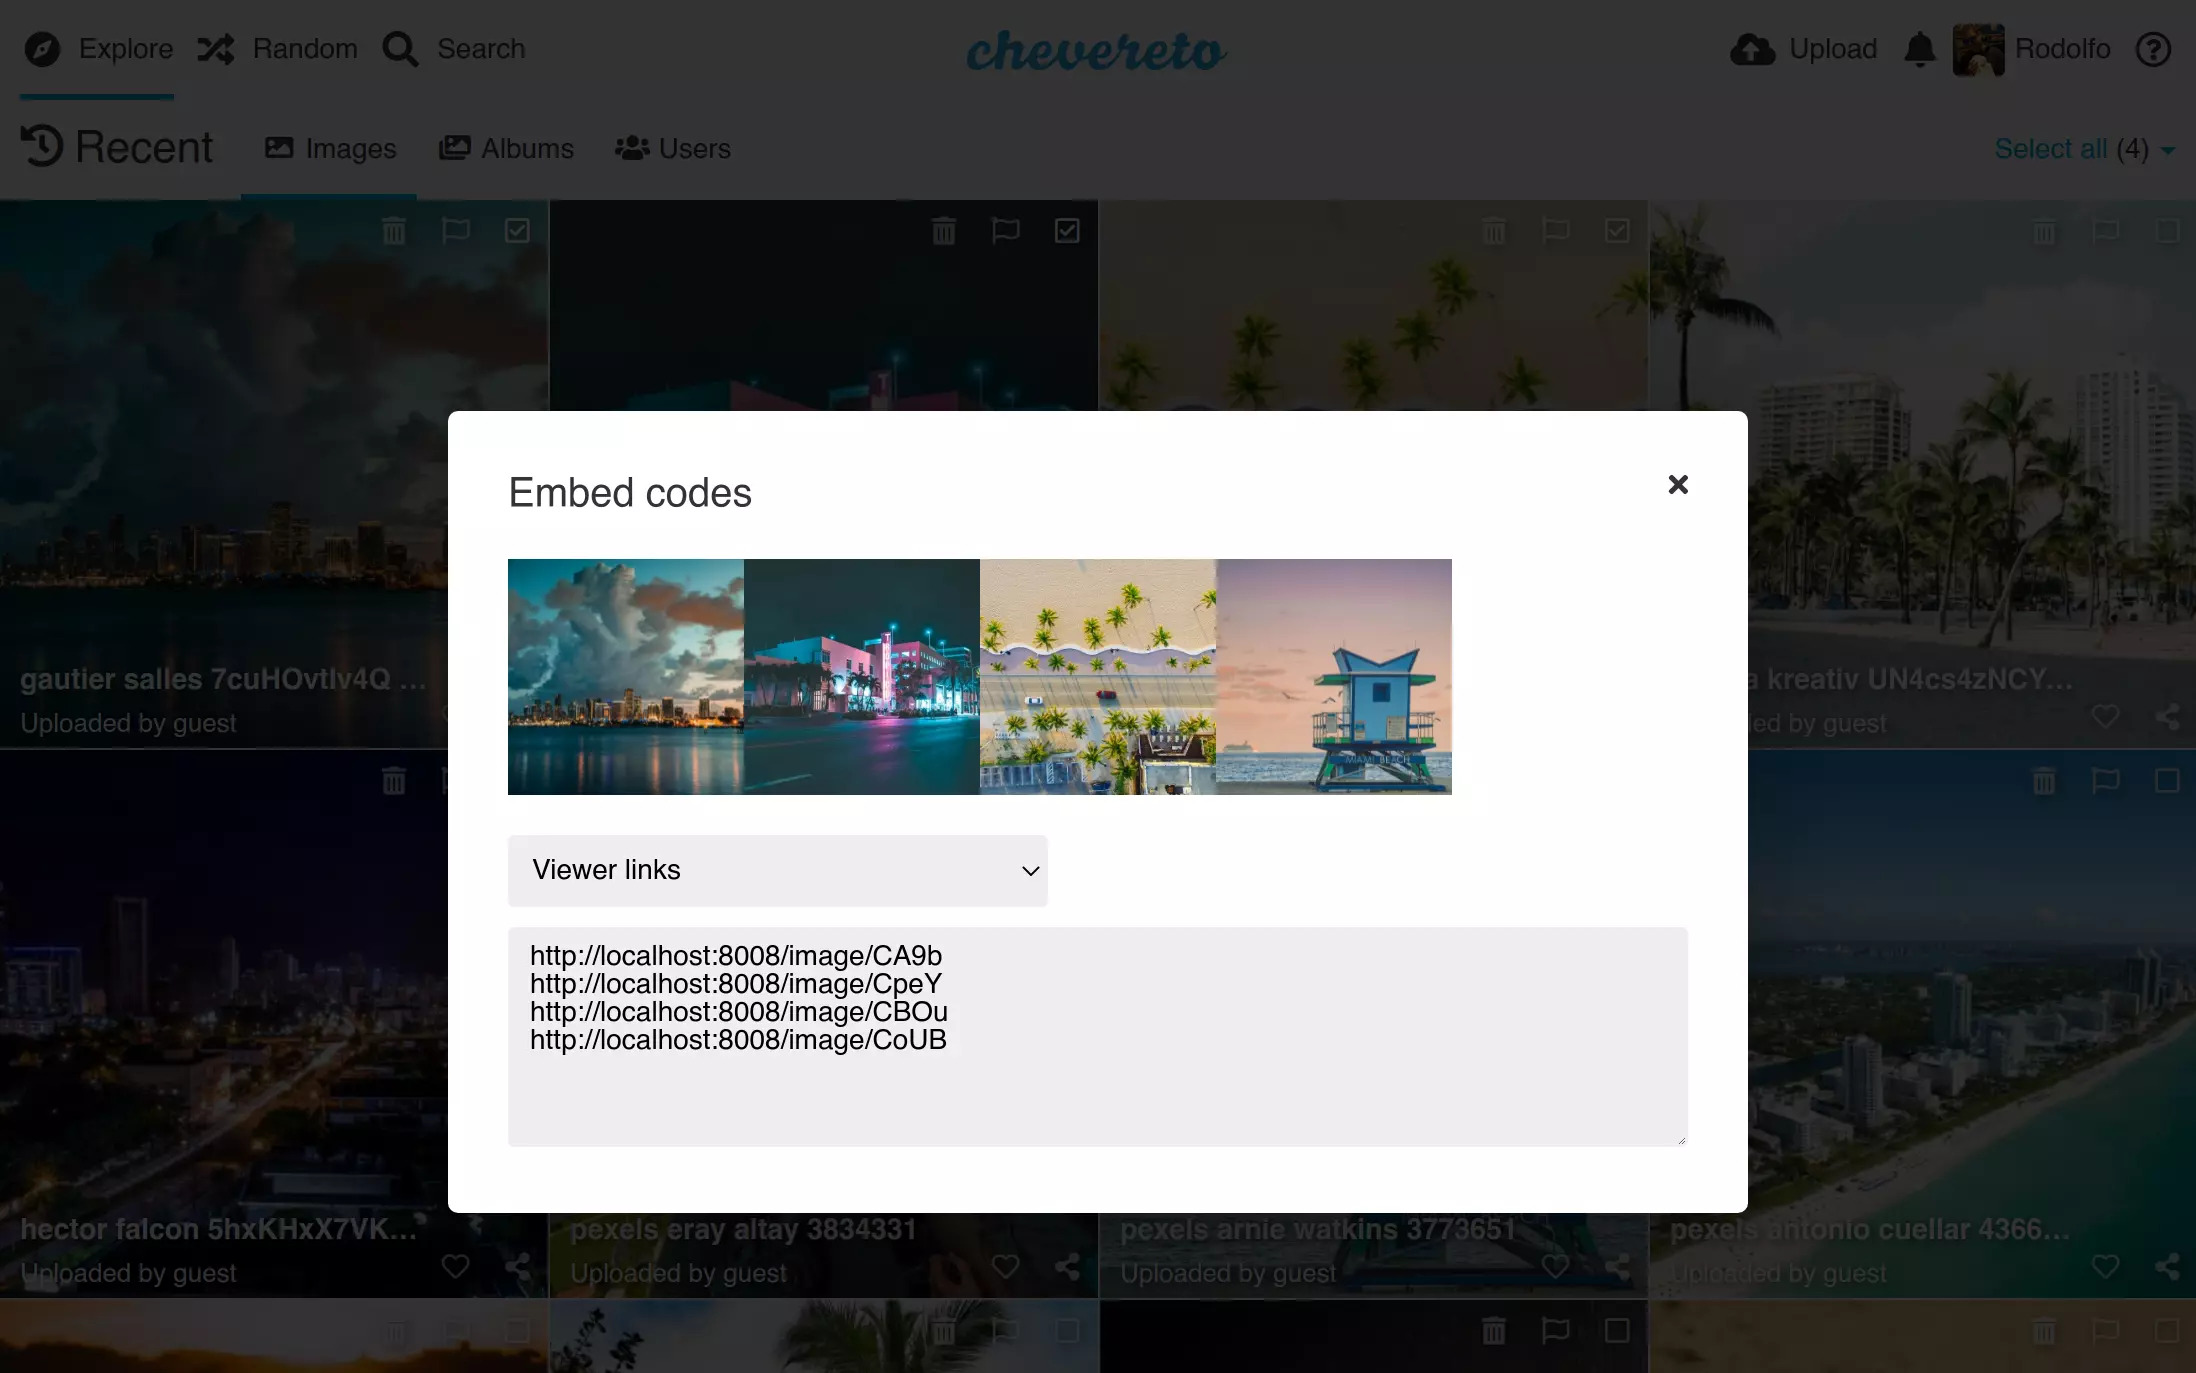 Explore
Random
Search
chevereto
Upload
Rodolfo
Recent
Images
Albums
Users
Select all (4)
gautier salles 7cuHOvtlv4Q ...
Uploaded by guest
a kreativ UN4cs4zNCY...
ed by guest
Embed codes
MIAMI BEACH
Viewer links
http://localhost:8008/image/CA9b
http://localhost:8008/image/CpeY
http://localhost:8008/image/CBOu
http://localhost:8008/image/CoUB
hector falcon 5hxKHxX7VK...
Uploaded by guest
pexels eray altay 3834331
Uploaded by guest
pexels arnie watkins 3773651
Uploaded by guest
pexels antonio cuellar 4366...
Uploaded by guest